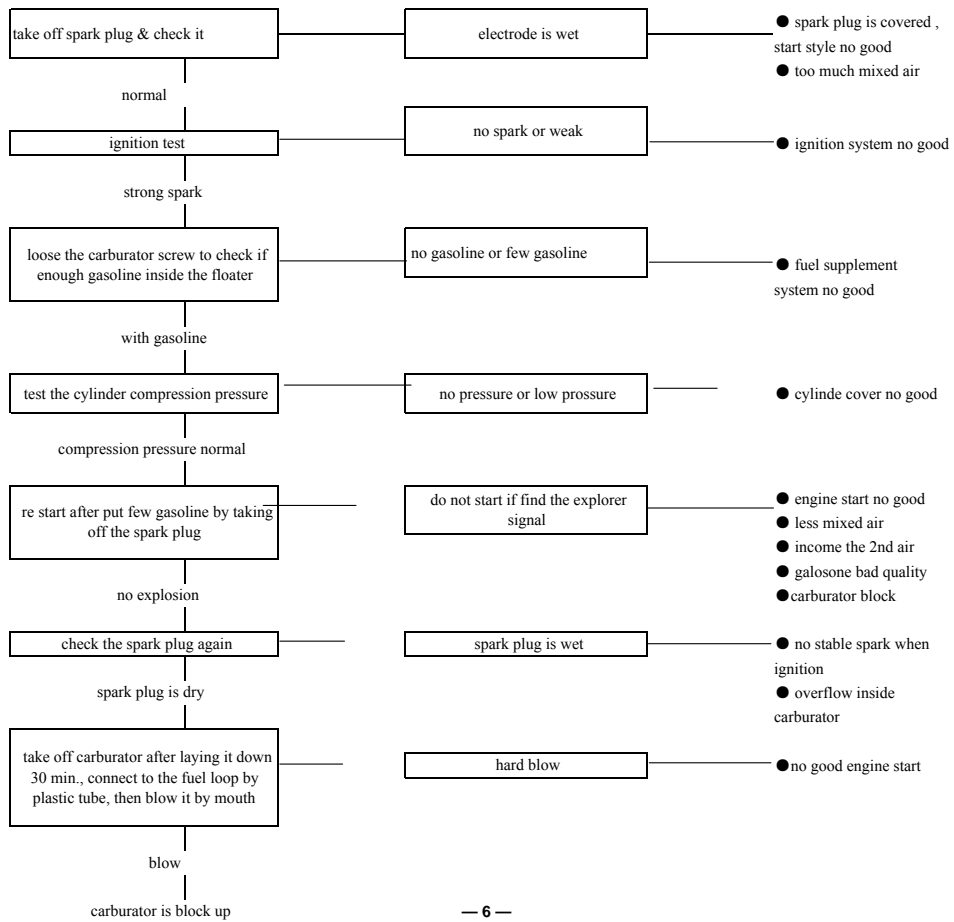 take off spark plug & check it
electrode is wet
● spark plug is covered ,
start style no good
● too much mixed air
normal
ignition test
no spark or weak
● ignition system no good
strong spark
loose the carburator screw to check if
enough gasoline inside the floater
no gasoline or few gasoline
● fuel supplement
system no good
with gasoline
test the cylinder compression pressure
no pressure or low prossure
● cylinde cover no good
compression pressure normal
re start after put few gasoline by taking
off the spark plug
do not start if find the explorer
signal
● engine start no good
● less mixed air
● income the 2nd air
● galosone bad quality
●carburator block
no explosion
check the spark plug again
spark plug is wet
● no stable spark when
ignition
● overflow inside
carburator
spark plug is dry
take off carburator after laying it down
30 min., connect to the fuel loop by
plastic tube, then blow it by mouth
hard blow
●no good engine start
blow
carburator is block up
— 6 —